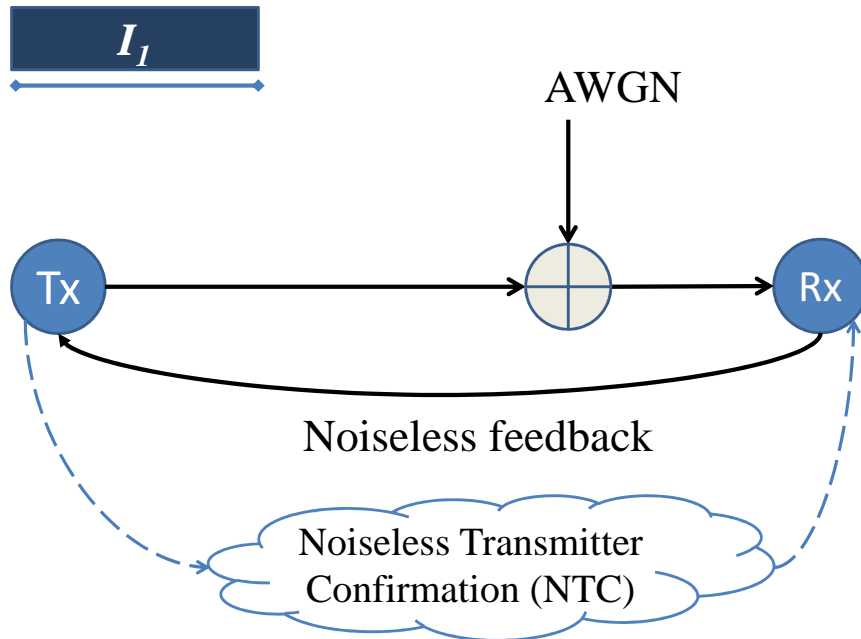 I1
AWGN
Tx
Rx
Noiseless feedback
Noiseless Transmitter
Confirmation (NTC)